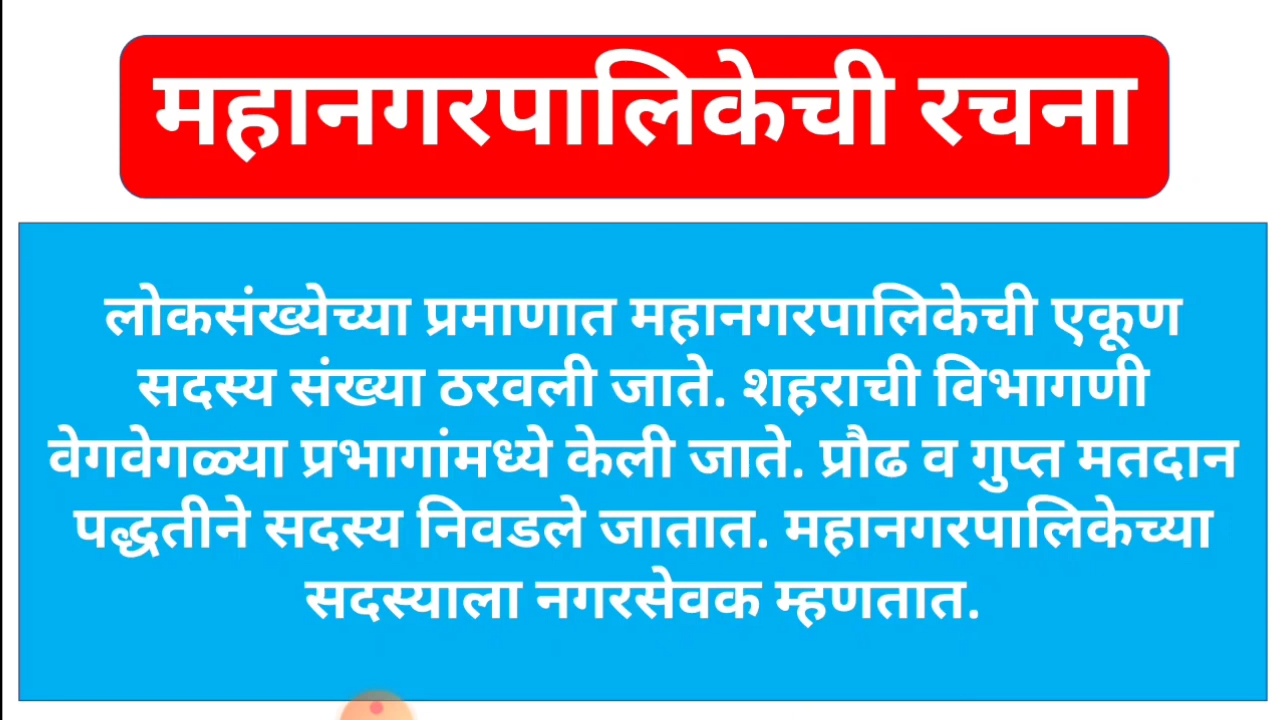 महानगरपालिकेची रचना
लोकसंख्येच्या प्रमाणात महानगरपालिकेची एकूण
सदस्य संख्या ठरवली जाते. शहराची विभागणी
वेगवेगळ्या प्रभागांमध्ये केली जाते. प्रौढ व गुप्त मतदान
पद्धतीने सदस्य निवडले जातात. महानगरपालिकेच्या
सदस्याला नगरसेवक म्हणतात.